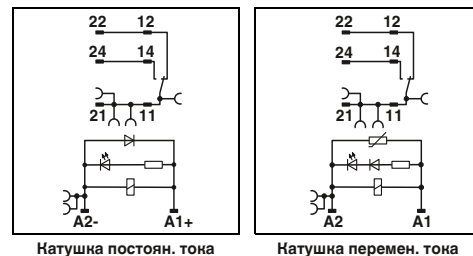 22 12
24 14
21 11
A2- A1+
Катушка постоян. тока
22 12
24 14
21 11
A2 A1
Катушка перемен. тока